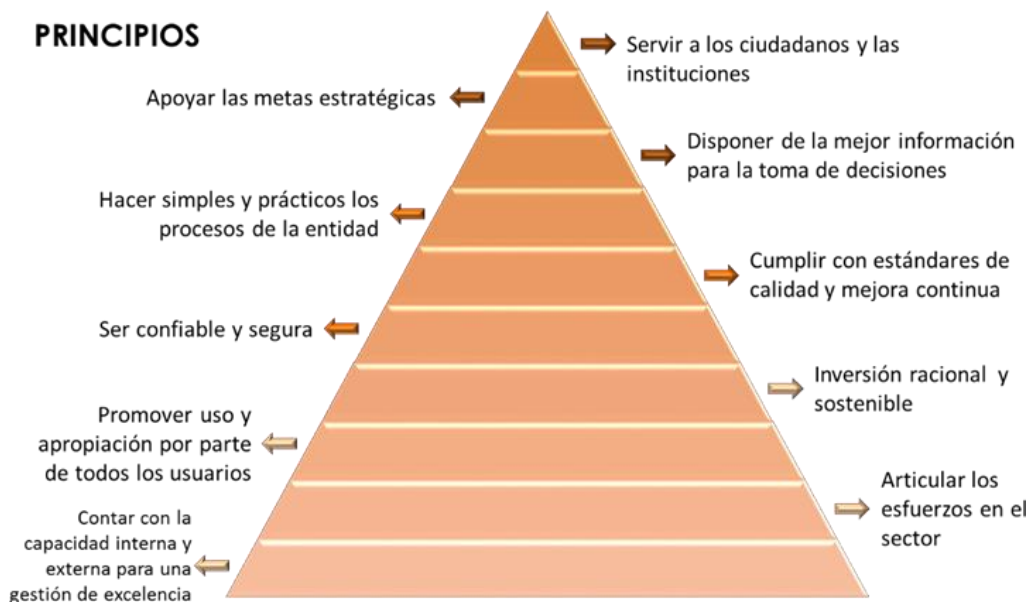 PRINCIPIOS
Servir a los ciudadanos y las
instituciones
Apoyar las metas estratégicas
Disponer de la mejor información
para la toma de decisiones
Hacer simples y prácticos los
procesos de la entidad
Cumplir con estándares de
calidad y mejora continua
Ser confiable y segura
Inversión racional y
sostenible
Promover uso y
apropiación por parte
de todos los usuarios
Articular los
esfuerzos en el
sector
Contar con la
capacidad interna y
externa para una
gestión de excelencia